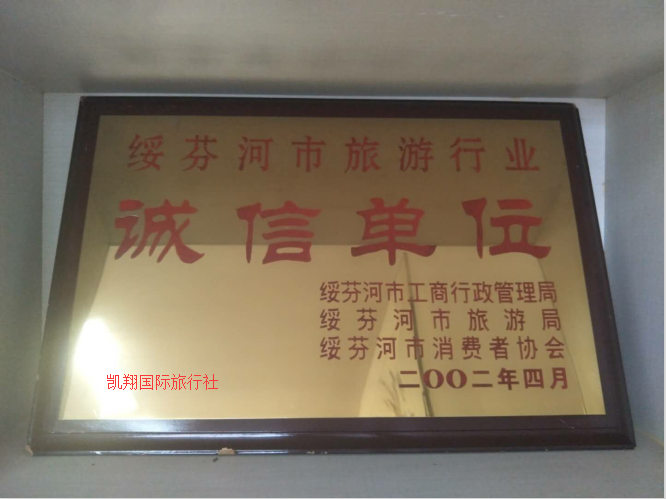 绥芬河市旅游行业
诚信单位
绥芬河市工商行政管理局
绥芬河市旅游局
绥芬河市消费者协会
二〇〇二年四月
凯翔国际旅行社